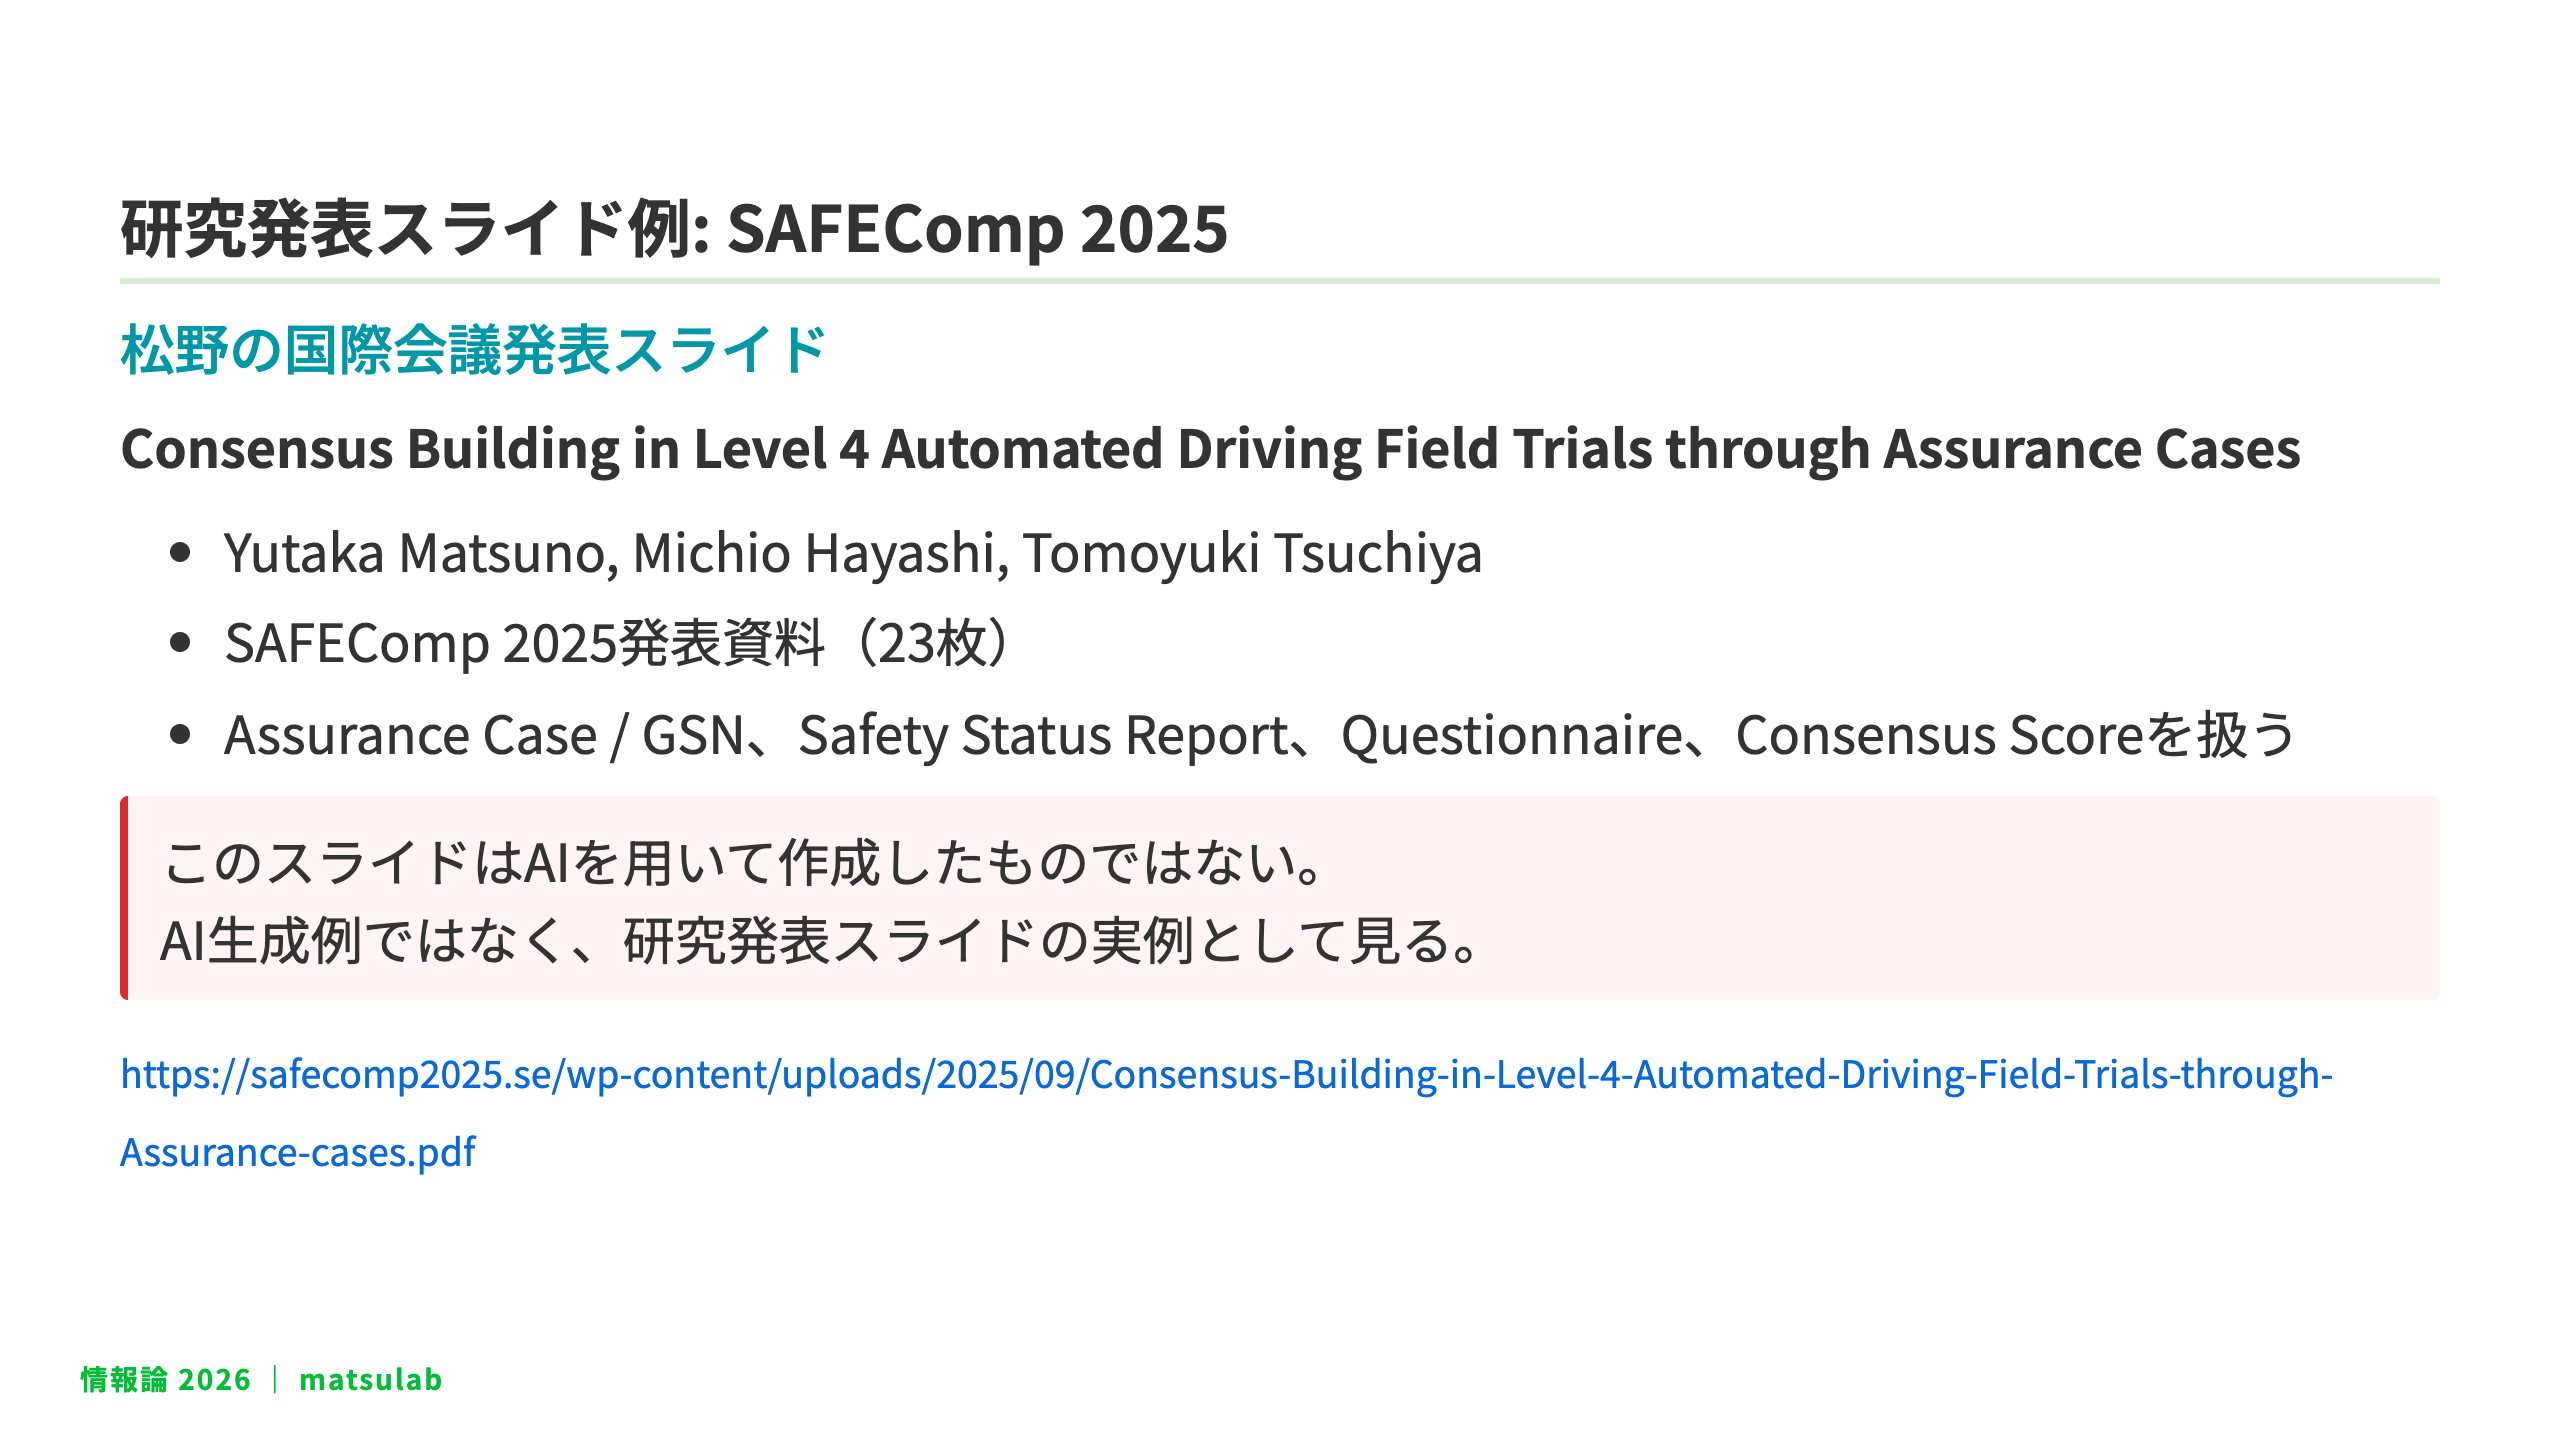 研究発表スライド例: SAFEComp 2025
松野の国際会議発表スライド
Consensus Building in Level 4 Automated Driving Field Trials through Assurance Cases
• Yutaka Matsuno, Michio Hayashi, Tomoyuki Tsuchiya
• SAFEComp 2025発表資料（23枚）
• Assurance Case / GSN、Safety Status Report、Questionnaire、Consensus Scoreを扱う
このスライドはAIを用いて作成したものではない。
AI生成例ではなく、研究発表スライドの実例として見る。
https://safecomp2025.se/wp-content/uploads/2025/09/Consensus-Building-in-Level-4-Automated-Driving-Field-Trials-through-
Assurance-cases.pdf
情報論 2026 ｜ matsulab